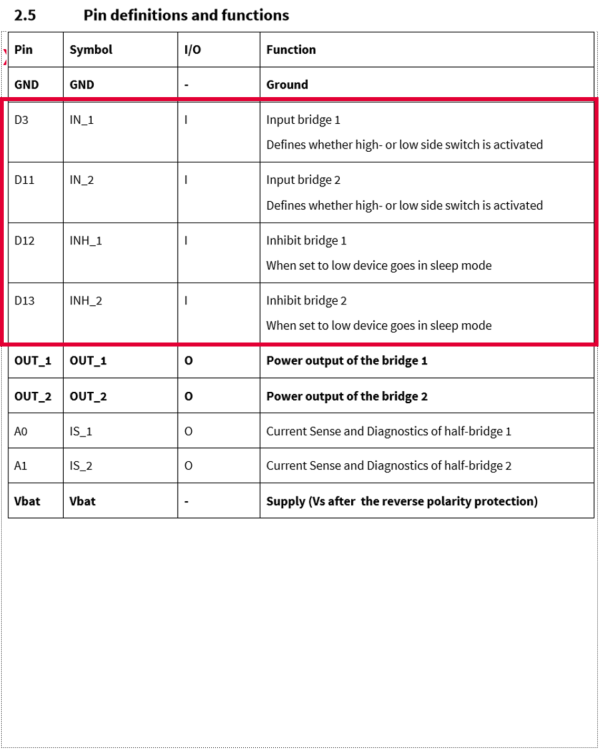 2.5 Pin definitions and functions
Pin Symbol I/O Function
GND GND - Ground
D3 IN_1 I Input bridge 1
Defines whether high- or low side switch is activated
D11 IN_2 I Input bridge 2
Defines whether high- or low side switch is activated
D12 INH_1 I Inhibit bridge 1
When set to low device goes in sleep mode
D13 INH_2 I Inhibit bridge 2
When set to low device goes in sleep mode
OUT_1 OUT_1 O Power output of the bridge 1
OUT_2 OUT_2 O Power output of the bridge 2
A0 IS_1 O Current Sense and Diagnostics of half-bridge 1
A1 IS_2 O Current Sense and Diagnostics of half-bridge 2
Vbat Vbat - Supply (Vs after the reverse polarity protection)